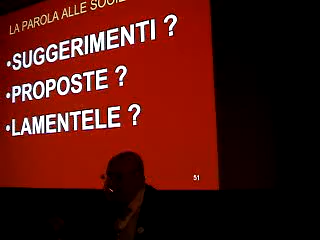 LA PAROLA ALLE
•SUGGERIMENTI ?
•PROPOSTE ?
•LAMENTELE ?
51